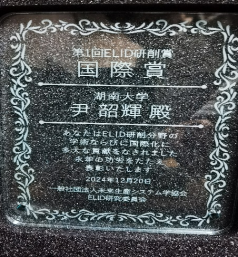 第1回ELID研削賞
国際賞
湖南大学
尹韶輝 殿
あなたはELID研削分野の
学術ならびに国際化に
多大な貢献をなされました
永年の功労をたたえ
表彰いたします
2024年12月20日
一般社団法人未来生産システム学協会
ELID研究委員会